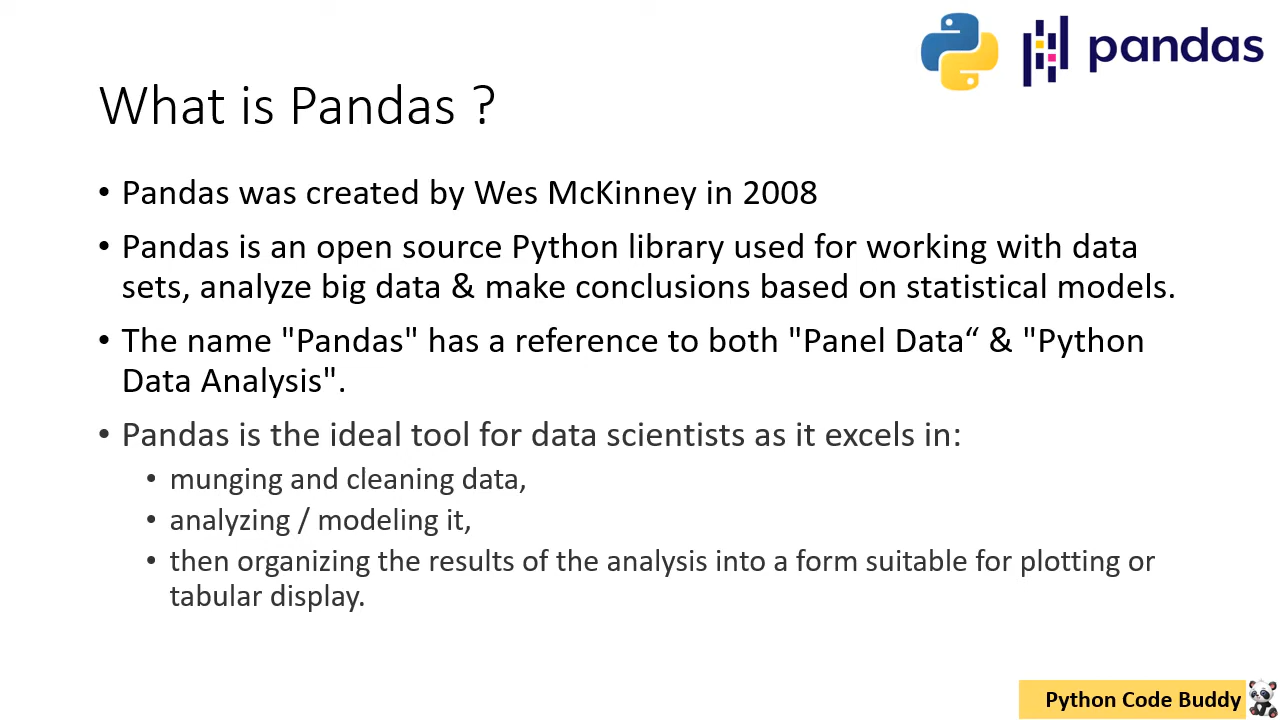 pandas
What is Pandas ?
• Pandas was created by Wes McKinney in 2008
• Pandas is an open source Python library used for working with data
sets, analyze big data & make conclusions based on statistical models.
• The name "Pandas" has a reference to both "Panel Data“ & "Python
Data Analysis".
• Pandas is the ideal tool for data scientists as it excels in:
• munging and cleaning data,
• analyzing / modeling it,
• then organizing the results of the analysis into a form suitable for plotting or
tabular display.
Python Code Buddy